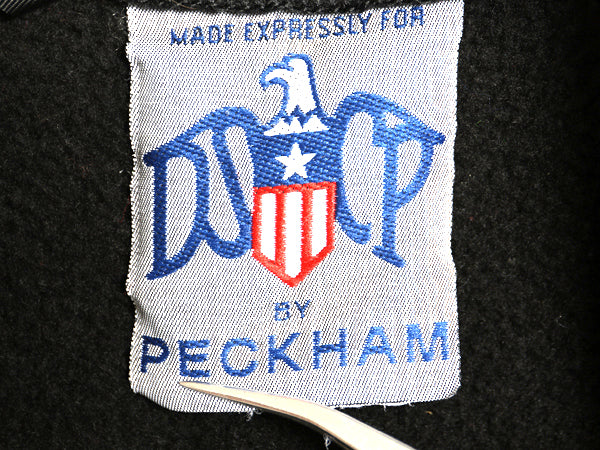 MADE EXPRESSLY FOR
DSCP
BY
PECKHAM